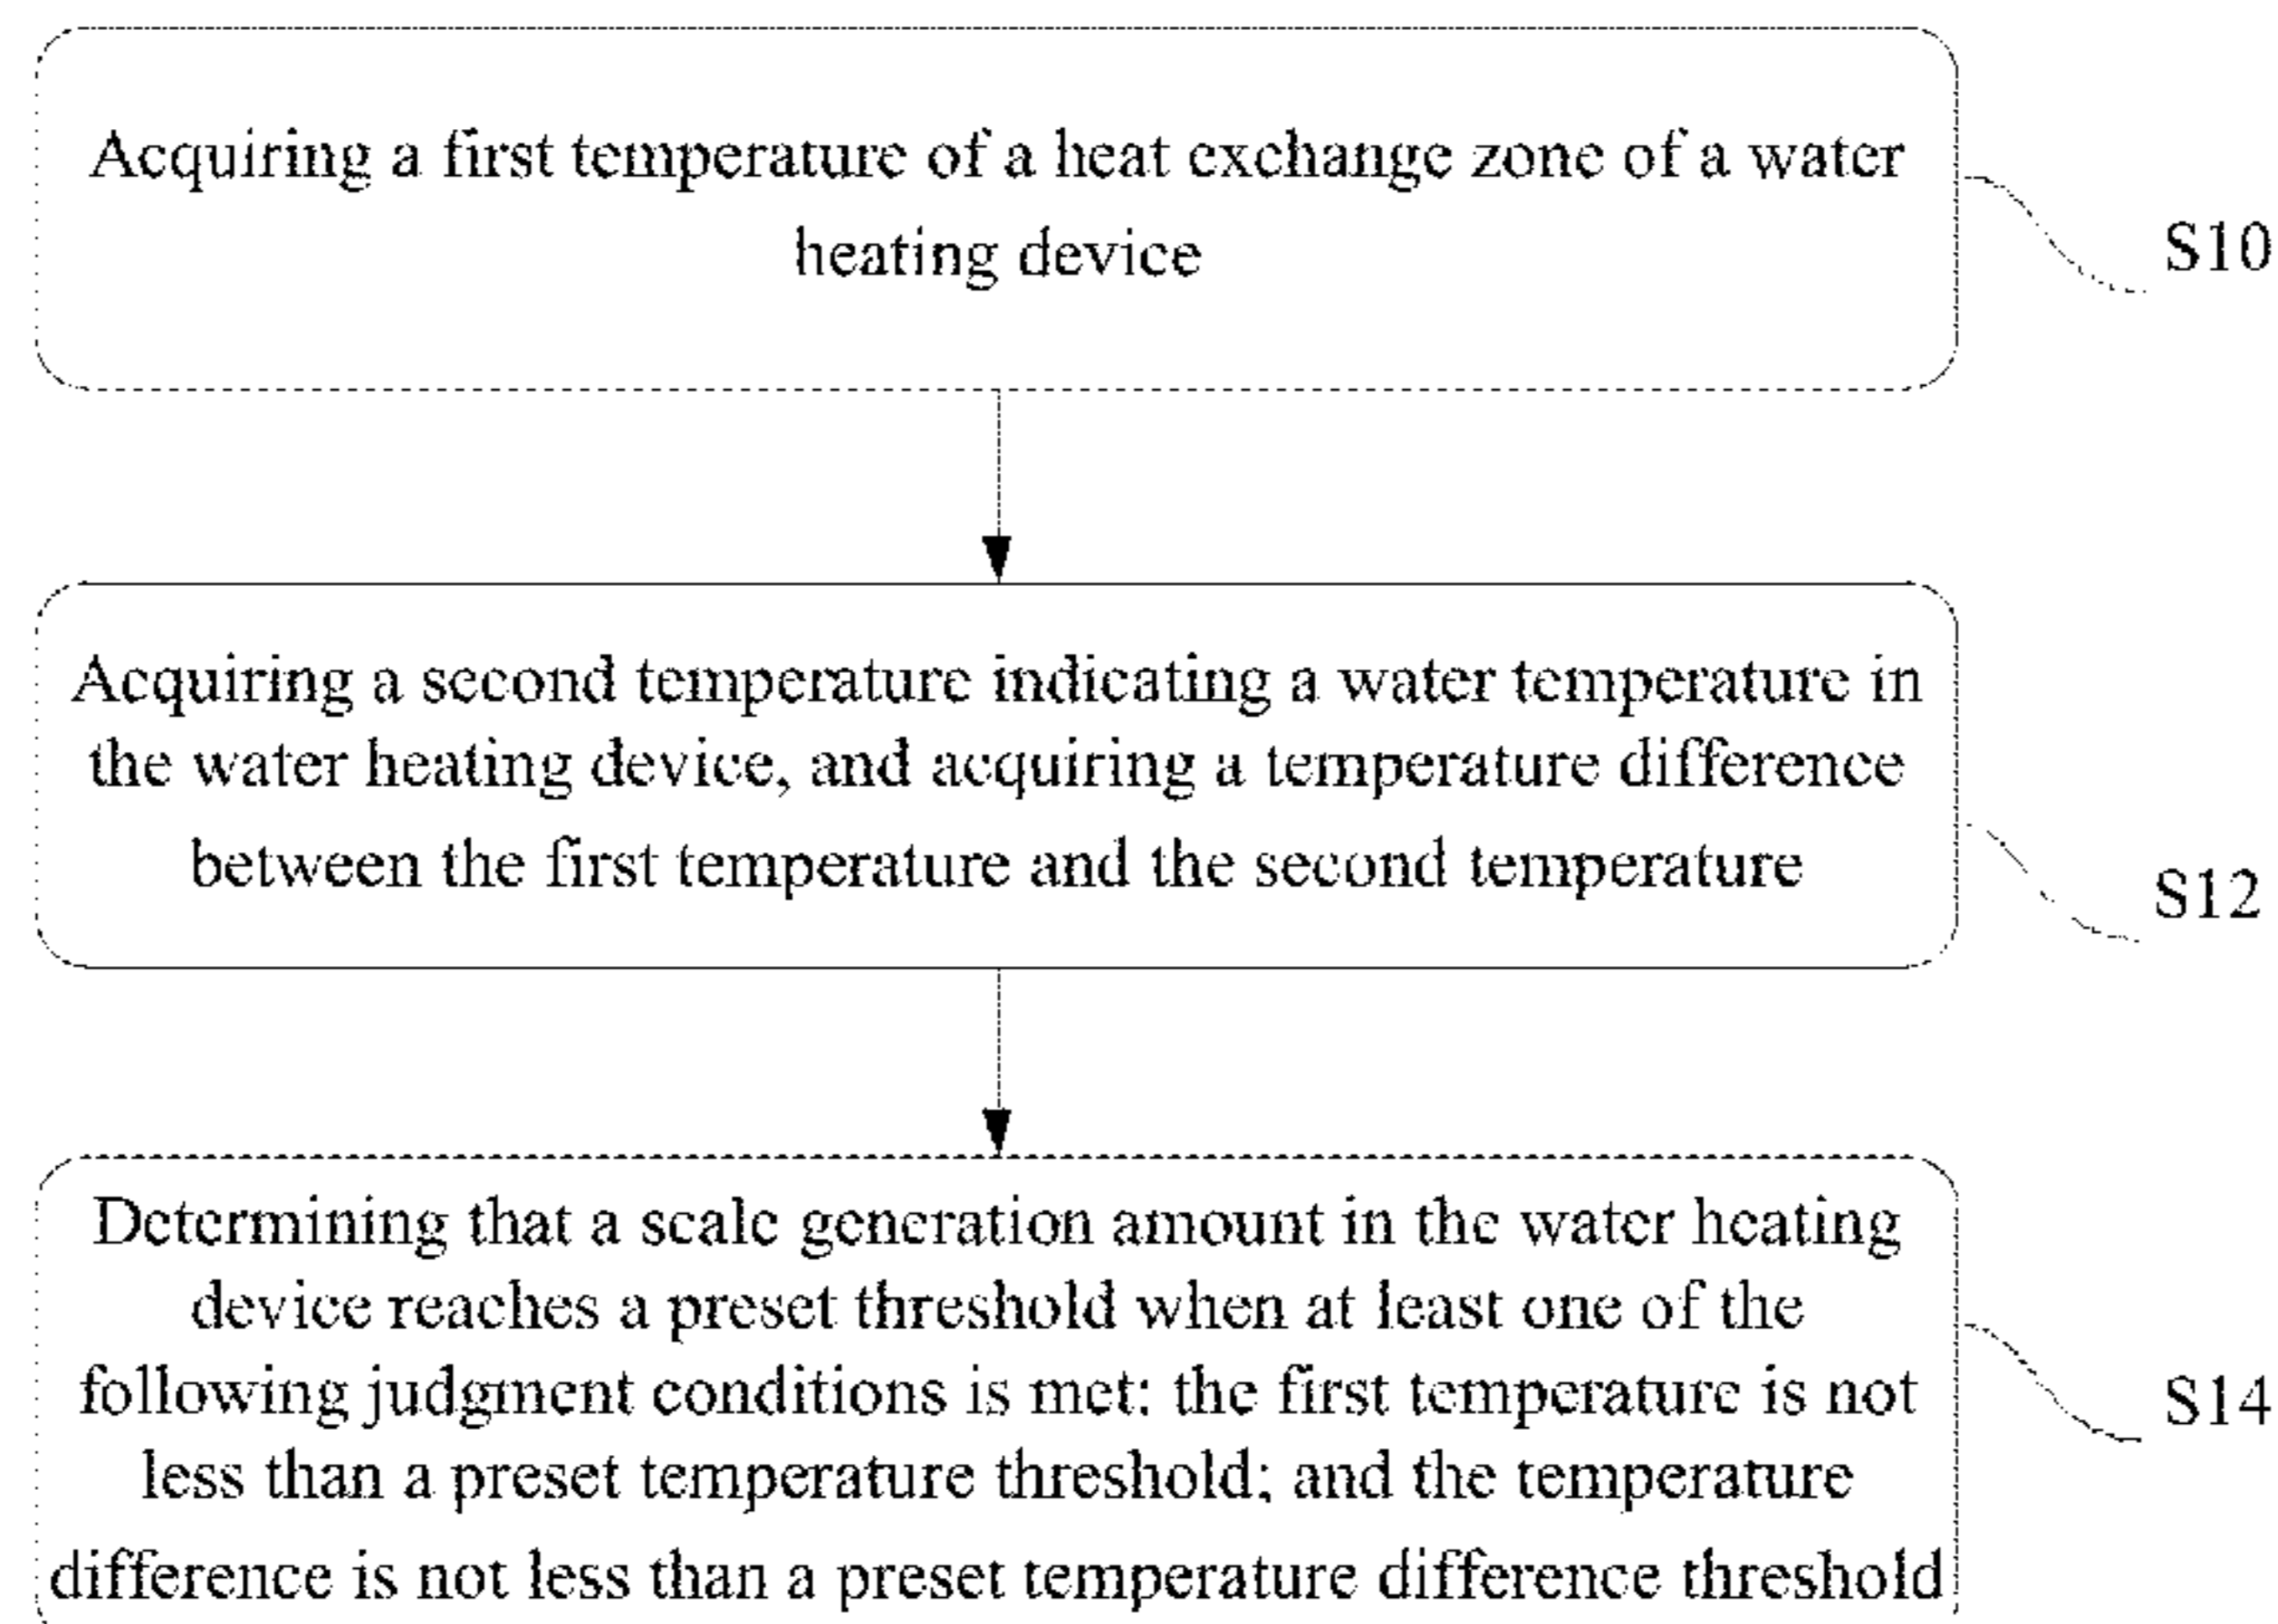 Acquiring a first temperature of a heat exchange zone of a water
heating device
S10
Acquiring a second temperature indicating a water temperature in
the water heating device, and acquiring a temperature difference
between the first temperature and the second temperature
S12
Determining that a scale generation amount in the water heating
device reaches a preset threshold when at least one of the
following judgment conditions is met: the first temperature is not
less than a preset temperature threshold; and the temperature
difference is not less than a preset temperature difference threshold
S14